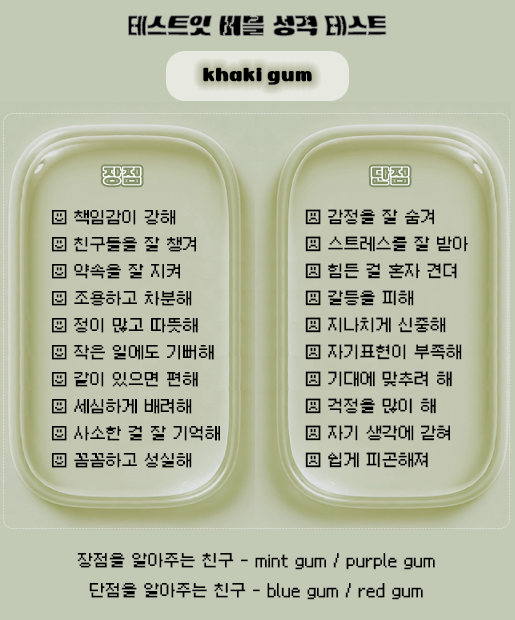 테스트잇 버블 성격 테스트
khaki gum
장점
책임감이 강해
친구들을 잘 챙겨
약속을 잘 지켜
조용하고 차분해
정이 많고 따뜻해
작은 일에도 기뻐해
같이 있으면 편해
세심하게 배려해
사소한 걸 잘 기억해
꼼꼼하고 성실해
단점
감정을 잘 숨겨
스트레스를 잘 받아
힘든 걸 혼자 견뎌
갈등을 피해
지나치게 신중해
자기표현이 부족해
기대에 맞추려 해
걱정을 많이 해
자기 생각에 갇혀
쉽게 피곤해져
장점을 알아주는 친구 - mint gum / purple gum
단점을 알아주는 친구 - blue gum / red gum